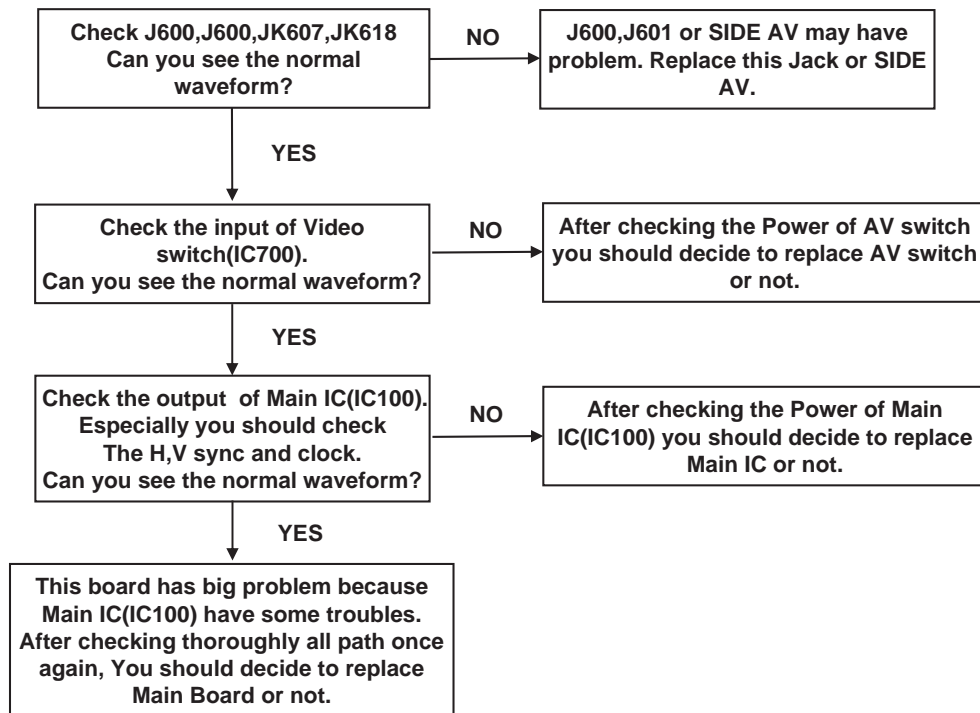 Check J600,J600,JK607,JK618
Can you see the normal
waveform?
NO
J600,J601 or SIDE AV may have
problem. Replace this Jack or SIDE
AV.
YES
Check the input of Video
switch(IC700).
Can you see the normal waveform?
NO
After checking the Power of AV switch
you should decide to replace AV switch
or not.
YES
Check the output of Main IC(IC100).
Especially you should check
The H,V sync and clock.
Can you see the normal waveform?
NO
After checking the Power of Main
IC(IC100) you should decide to replace
Main IC or not.
YES
This board has big problem because
Main IC(IC100) have some troubles.
After checking thoroughly all path once
again, You should decide to replace
Main Board or not.